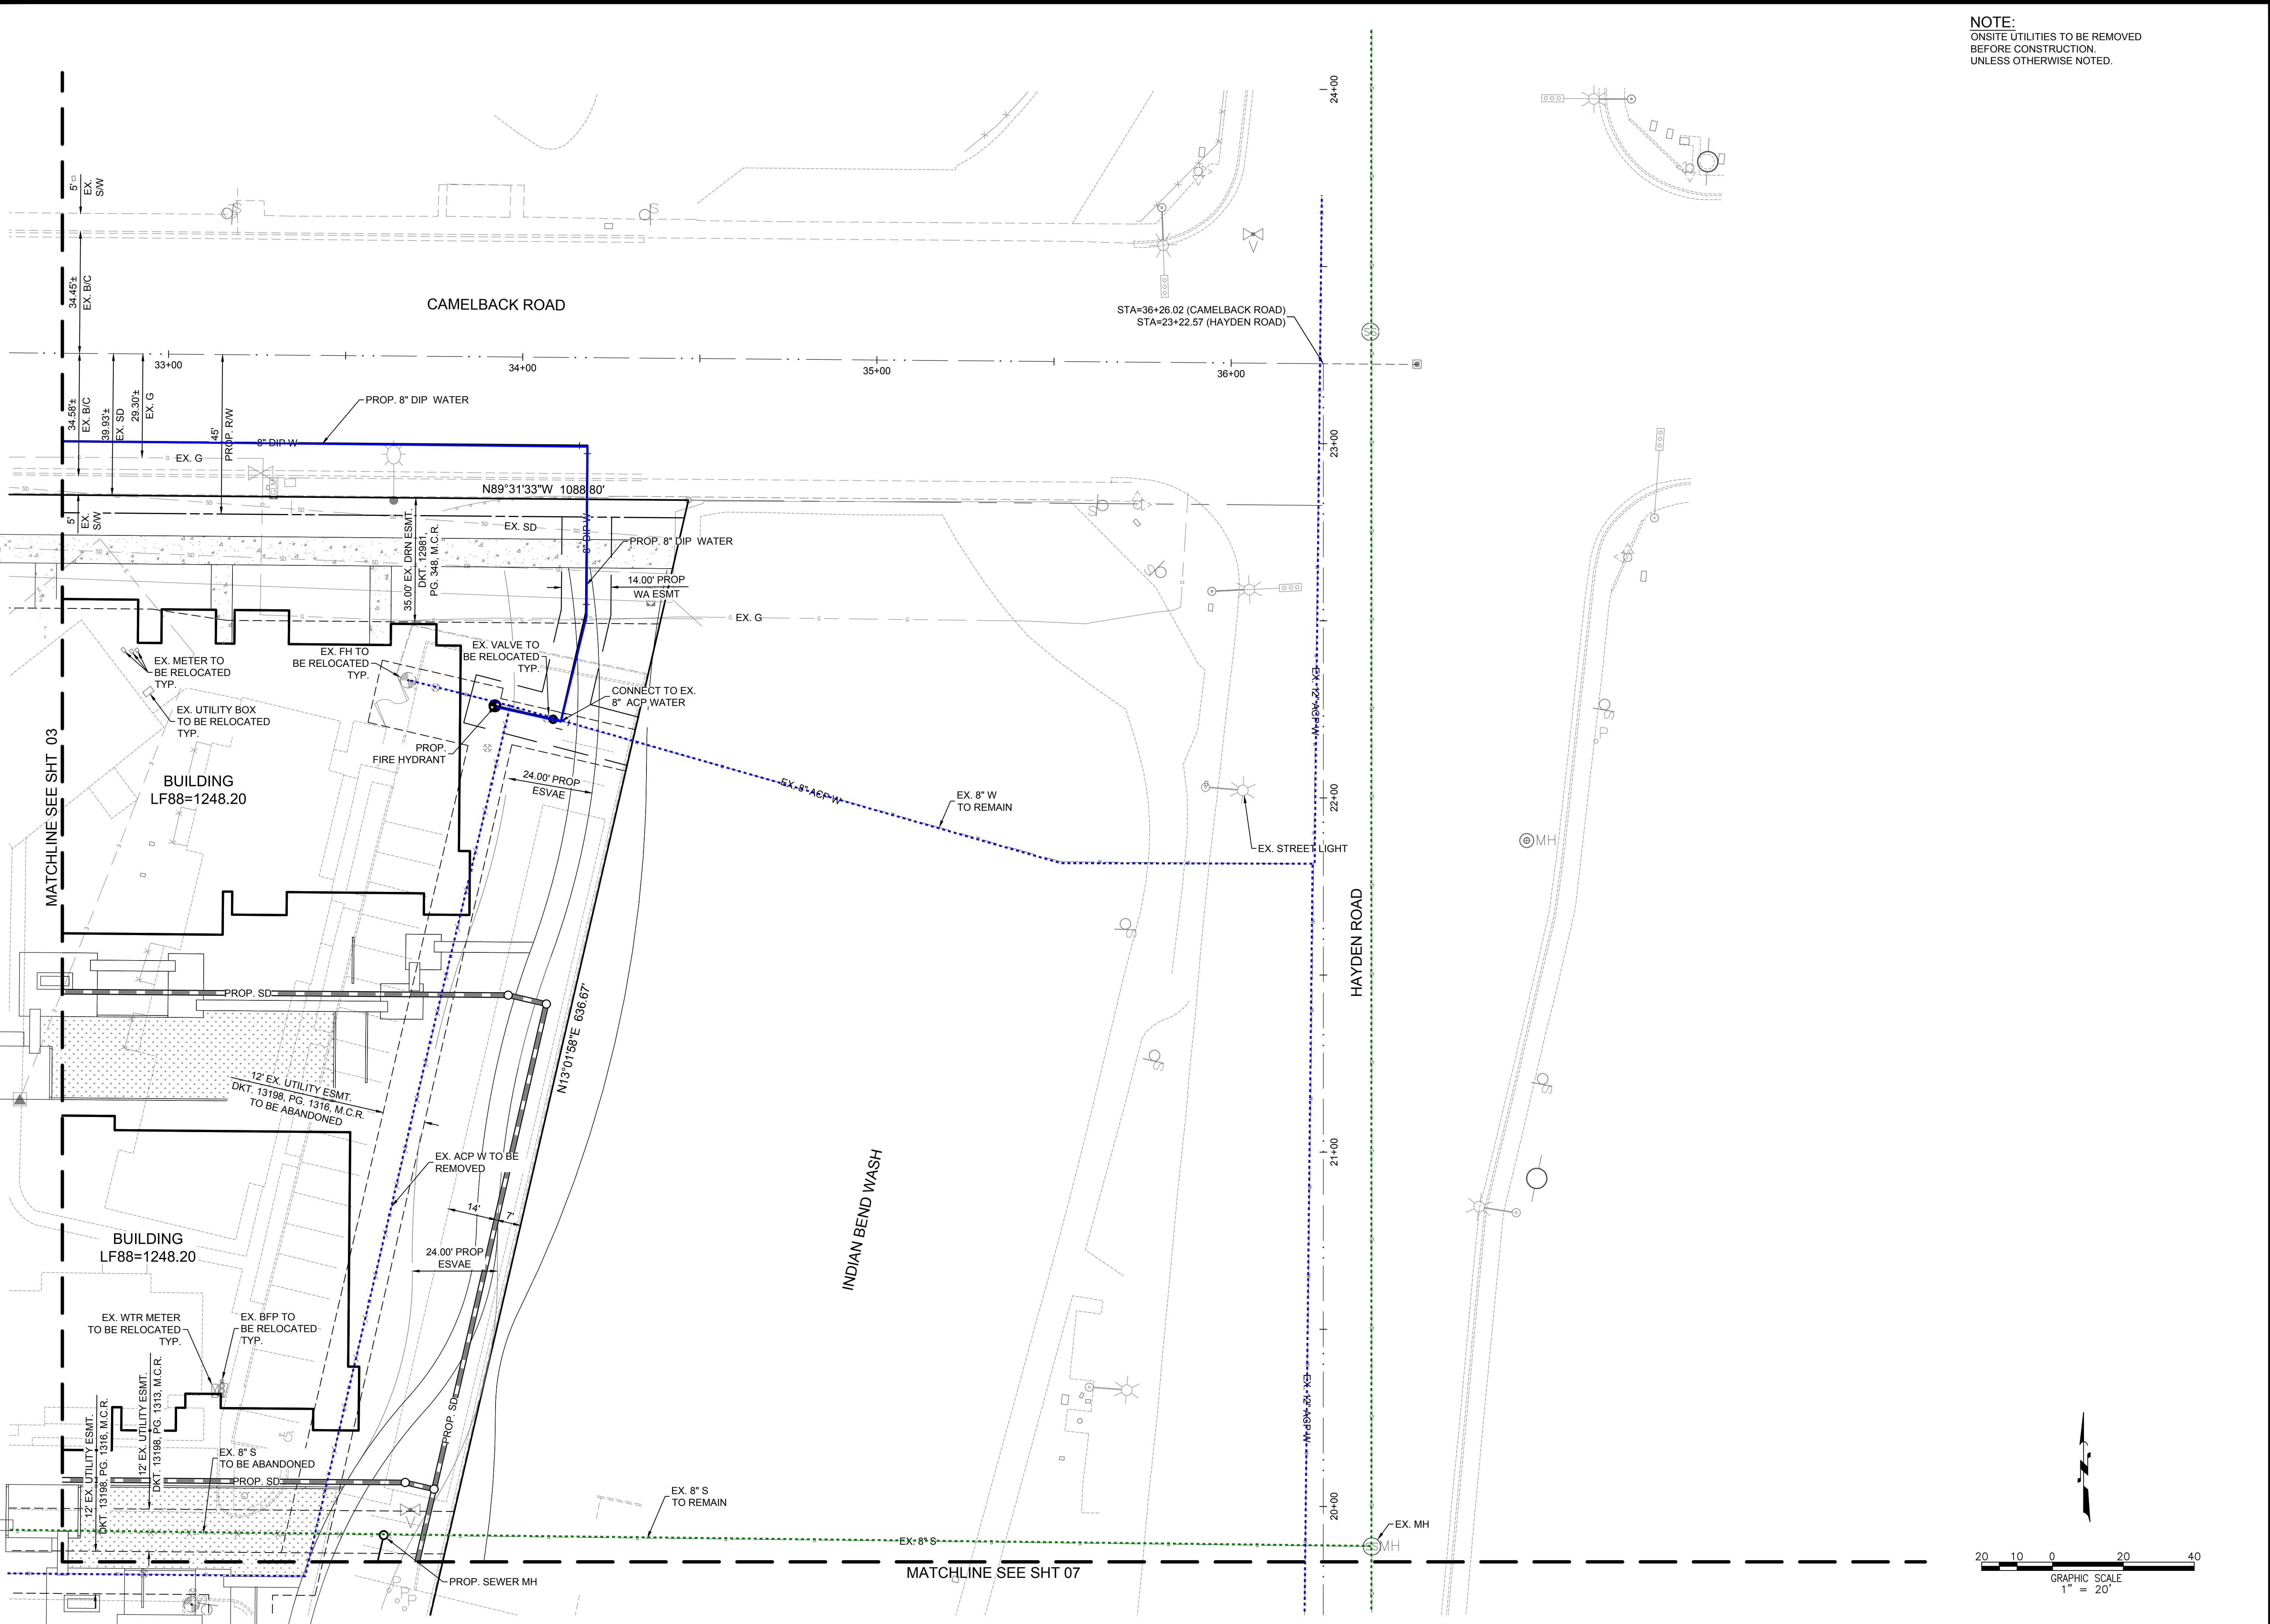 NOTE:
ONSITE UTILITIES TO BE REMOVED
BEFORE CONSTRUCTION.
UNLESS OTHERWISE NOTED.
24+00
5'
EX.
S/W
34.45'±
EX. B/C
CAMELBACK ROAD
STA=36+26.02 (CAMELBACK ROAD)
STA=23+22.57 (HAYDEN ROAD)
SS
33+00
34+00
35+00
36+00
34.58'±
EX. B/C
39.93'±
EX. SD
29.30'±
EX. G
45'
PROP. R/W
PROP. 8" DIP WATER
8" DIP W
EX. G
23+00
N89°31'33"W 1088.80'
5'
EX.
S/W
35.00' EX. DRN ESMT.
DKT. 12981,
PG. 348, M.C.R.
EX. SD
8" DIP W
PROP. 8" DIP WATER
14.00' PROP
WA ESMT
EX. G
EX. METER TO
BE RELOCATED
TYP.
EX. FH TO
BE RELOCATED
TYP.
EX. VALVE TO
BE RELOCATED
TYP.
CONNECT TO EX.
8" ACP WATER
EX. 12" ACP W
EX. UTILITY BOX
TO BE RELOCATED
TYP.
PROP.
FIRE HYDRANT
MATCHLINE SEE SHT 03
BUILDING
LF88=1248.20
24.00' PROP
ESVAE
EX. 8" ACP W
EX. 8" W
TO REMAIN
22+00
EX. STREET LIGHT
MH
HAYDEN ROAD
PROP. SD
N13°01'58"E 636.67'
12' EX. UTILITY ESMT.
DKT. 13198, PG. 1316, M.C.R.
TO BE ABANDONED
21+00
EX. ACP W TO BE
REMOVED
INDIAN BEND WASH
14'
7'
BUILDING
LF88=1248.20
24.00' PROP
ESVAE
EX. WTR METER
TO BE RELOCATED
TYP.
EX. BFP TO
BE RELOCATED
TYP.
12' EX. UTILITY ESMT.
DKT. 13198, PG. 1316, M.C.R.
12' EX. UTILITY ESMT.
DKT. 13198, PG. 1313, M.C.R.
PROP. SD
EX. 12" ACP W
EX. 8" S
TO BE ABANDONED
PROP. SD
EX. 8" S
TO REMAIN
20+00
EX. MH
EX. 8" S
SMH
PROP. SEWER MH
MATCHLINE SEE SHT 07
20 10 0 20 40
GRAPHIC SCALE
1" = 20'